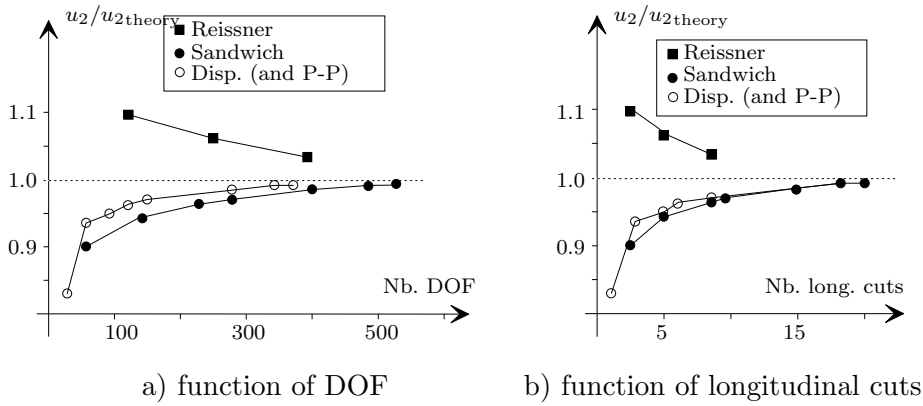 u2/u2theory
Reissner
Sandwich
Disp. (and P-P)
1.1
1.0
0.9
Nb. DOF
100
300
500
a) function of DOF
u2/u2theory
Reissner
Sandwich
Disp. (and P-P)
1.1
1.0
0.9
Nb. long. cuts
5
15
b) function of longitudinal cuts